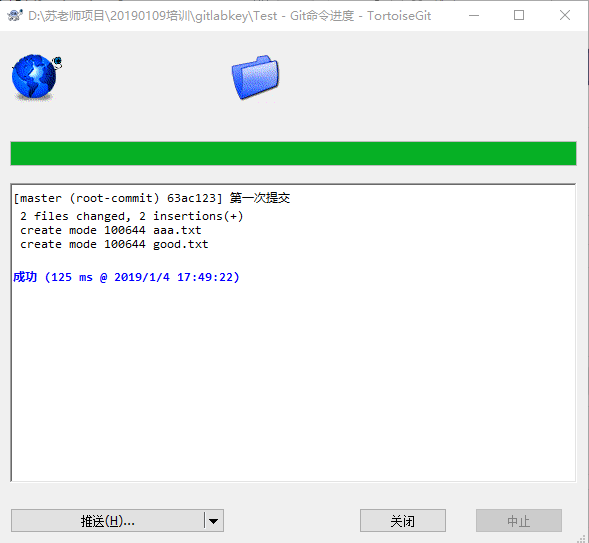 D:\苏老师项目\20190109培训\gitlabkey\Test - Git命令进度 - TortoiseGit
[master (root-commit) 63ac123] 第一次提交
2 files changed, 2 insertions(+)
create mode 100644 aaa.txt
create mode 100644 good.txt
成功 (125 ms @ 2019/1/4 17:49:22)
推送(H)...
关闭
中止